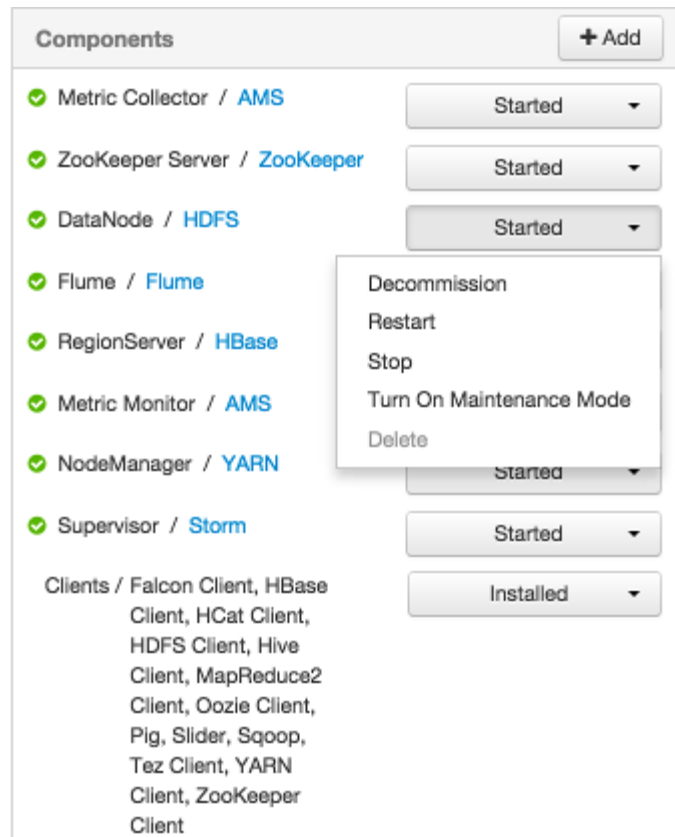 Components
+ Add
Metric Collector / AMS
Started
ZooKeeper Server / ZooKeeper
Started
DataNode / HDFS
Started
Flume / Flume
Decommission
Restart
Stop
Turn On Maintenance Mode
Delete
RegionServer / HBase
Metric Monitor / AMS
NodeManager / YARN
Started
Supervisor / Storm
Started
Clients / Falcon Client, HBase
Client, HCat Client,
HDFS Client, Hive
Client, MapReduce2
Client, Oozie Client,
Pig, Slider, Sqoop,
Tez Client, YARN
Client, ZooKeeper
Client
Installed